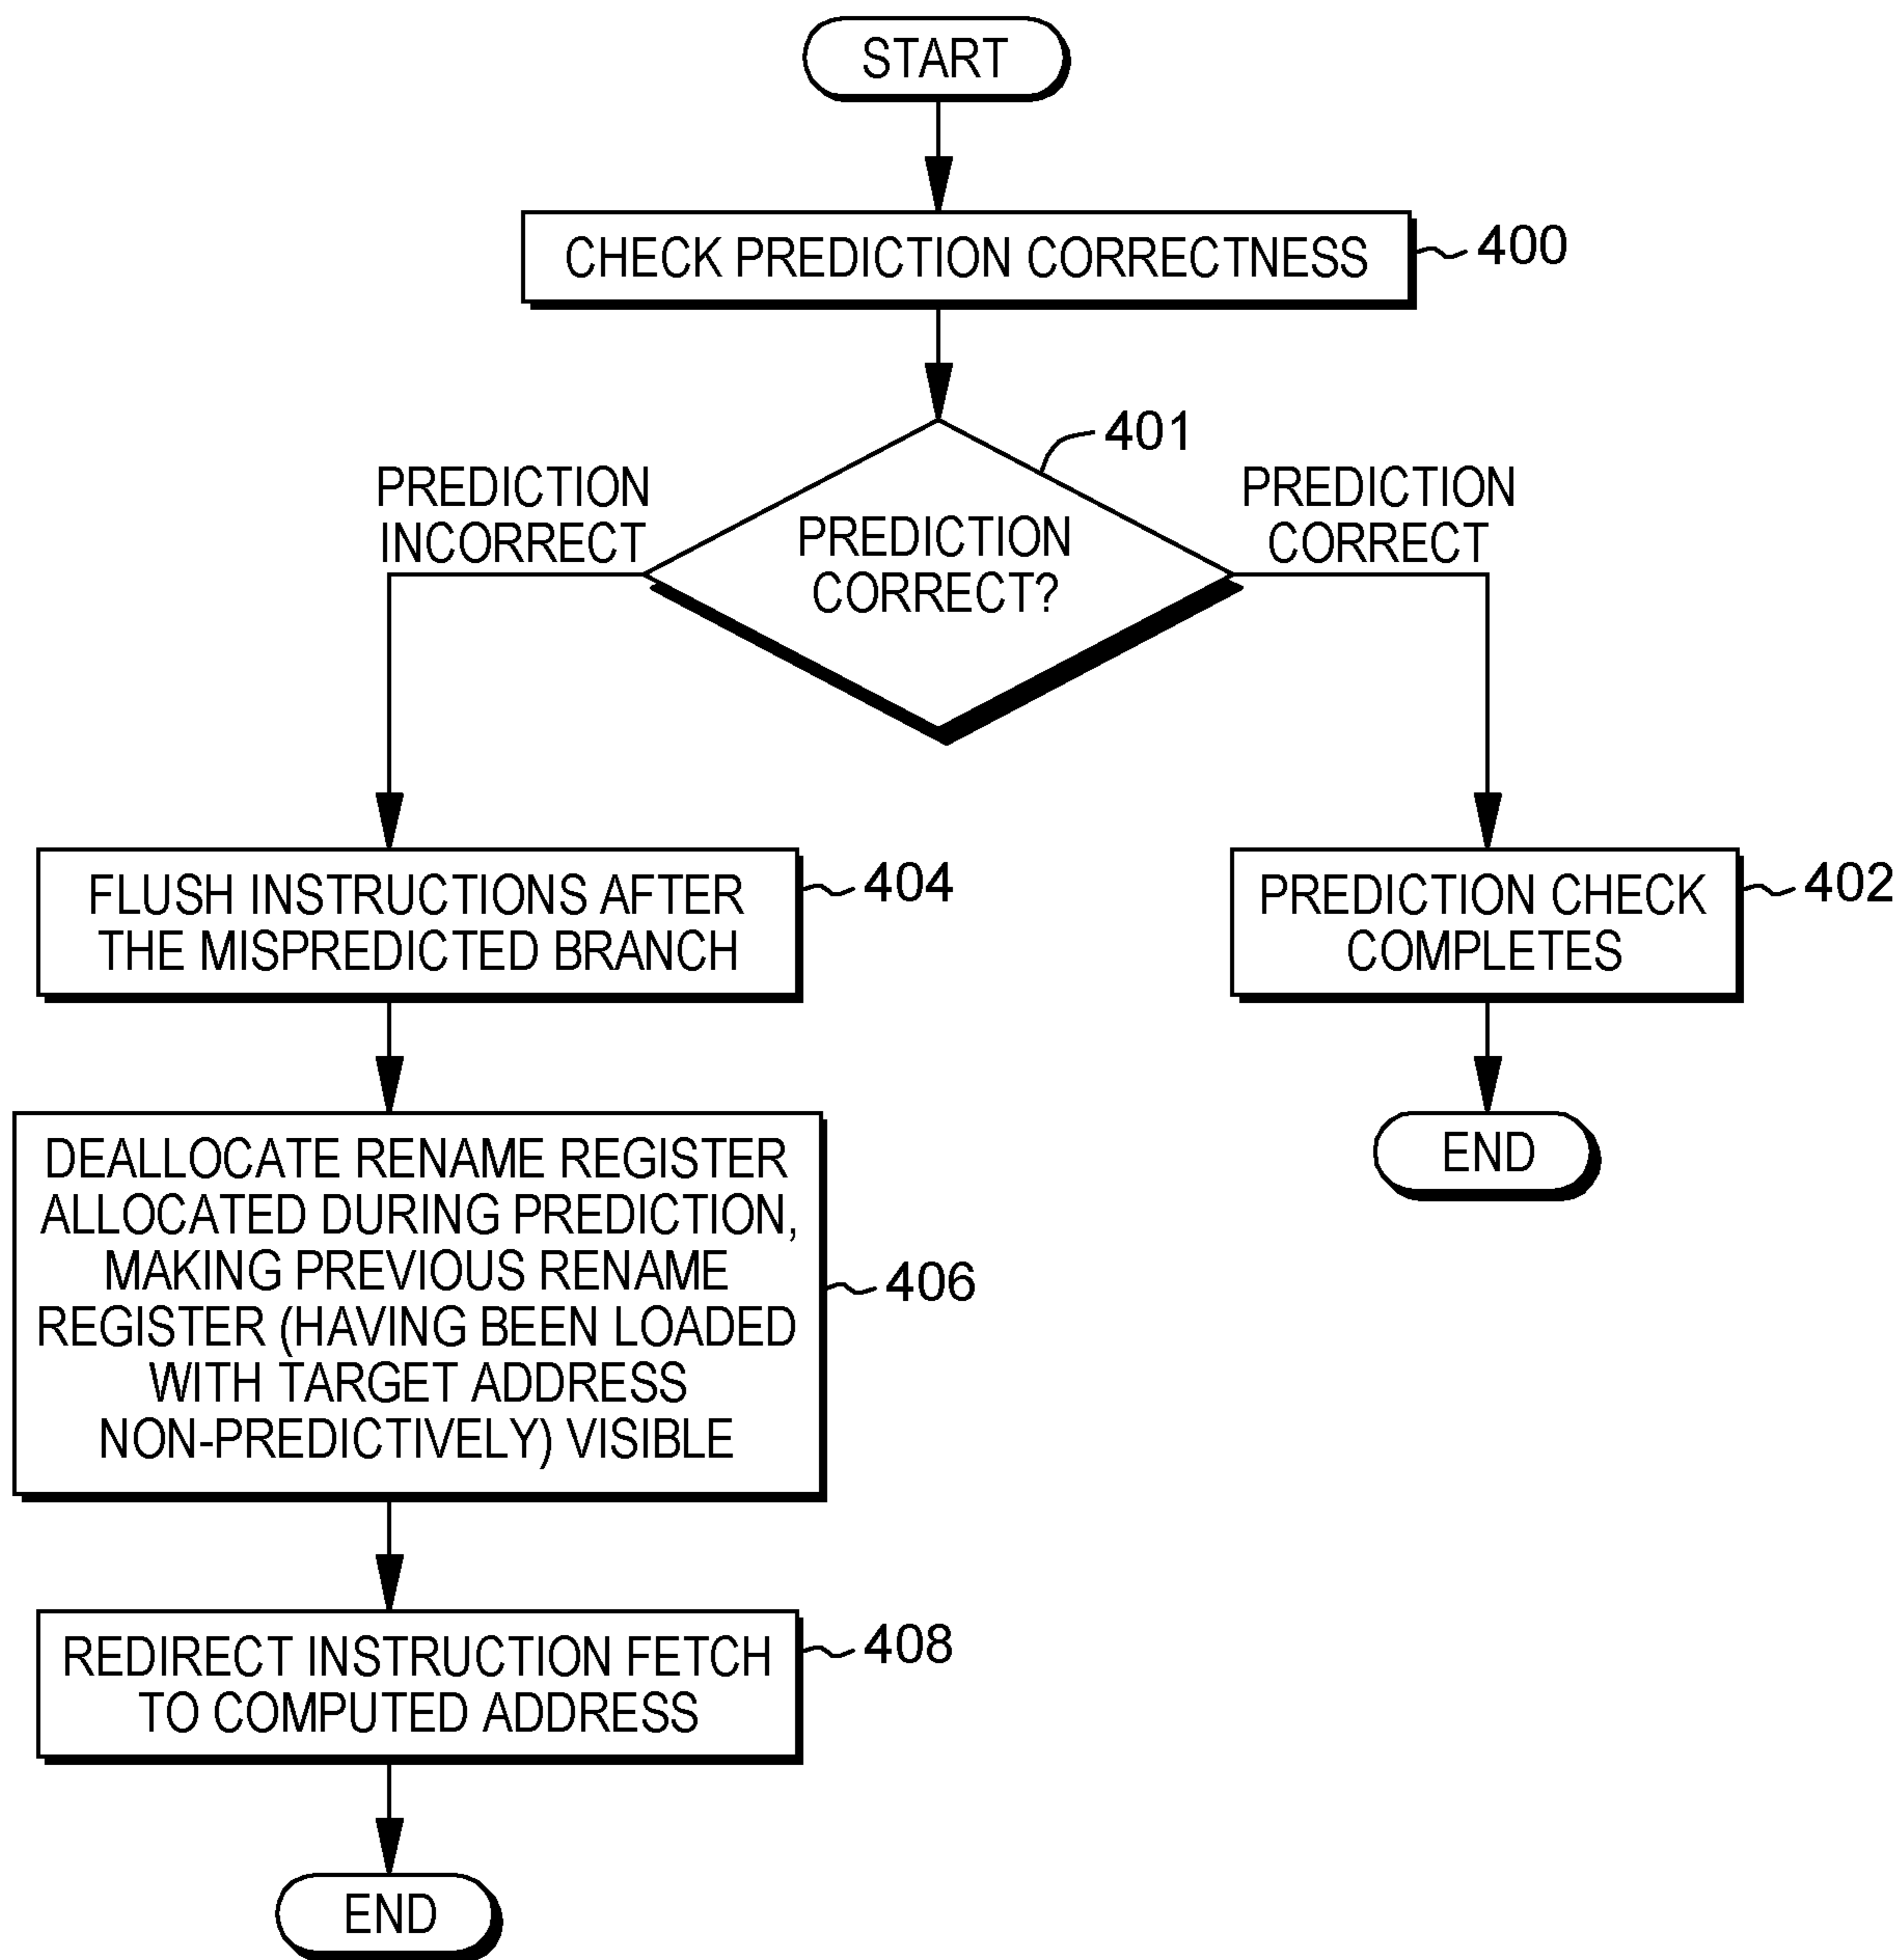 START
CHECK PREDICTION CORRECTNESS
400
401
PREDICTION
INCORRECT
PREDICTION
CORRECT?
PREDICTION
CORRECT
FLUSH INSTRUCTIONS AFTER
THE MISPREDICTED BRANCH
404
PREDICTION CHECK
COMPLETES
402
DEALLOCATE RENAME REGISTER
ALLOCATED DURING PREDICTION,
MAKING PREVIOUS RENAME
REGISTER (HAVING BEEN LOADED
WITH TARGET ADDRESS
NON-PREDICTIVELY) VISIBLE
406
END
REDIRECT INSTRUCTION FETCH
TO COMPUTED ADDRESS
408
END